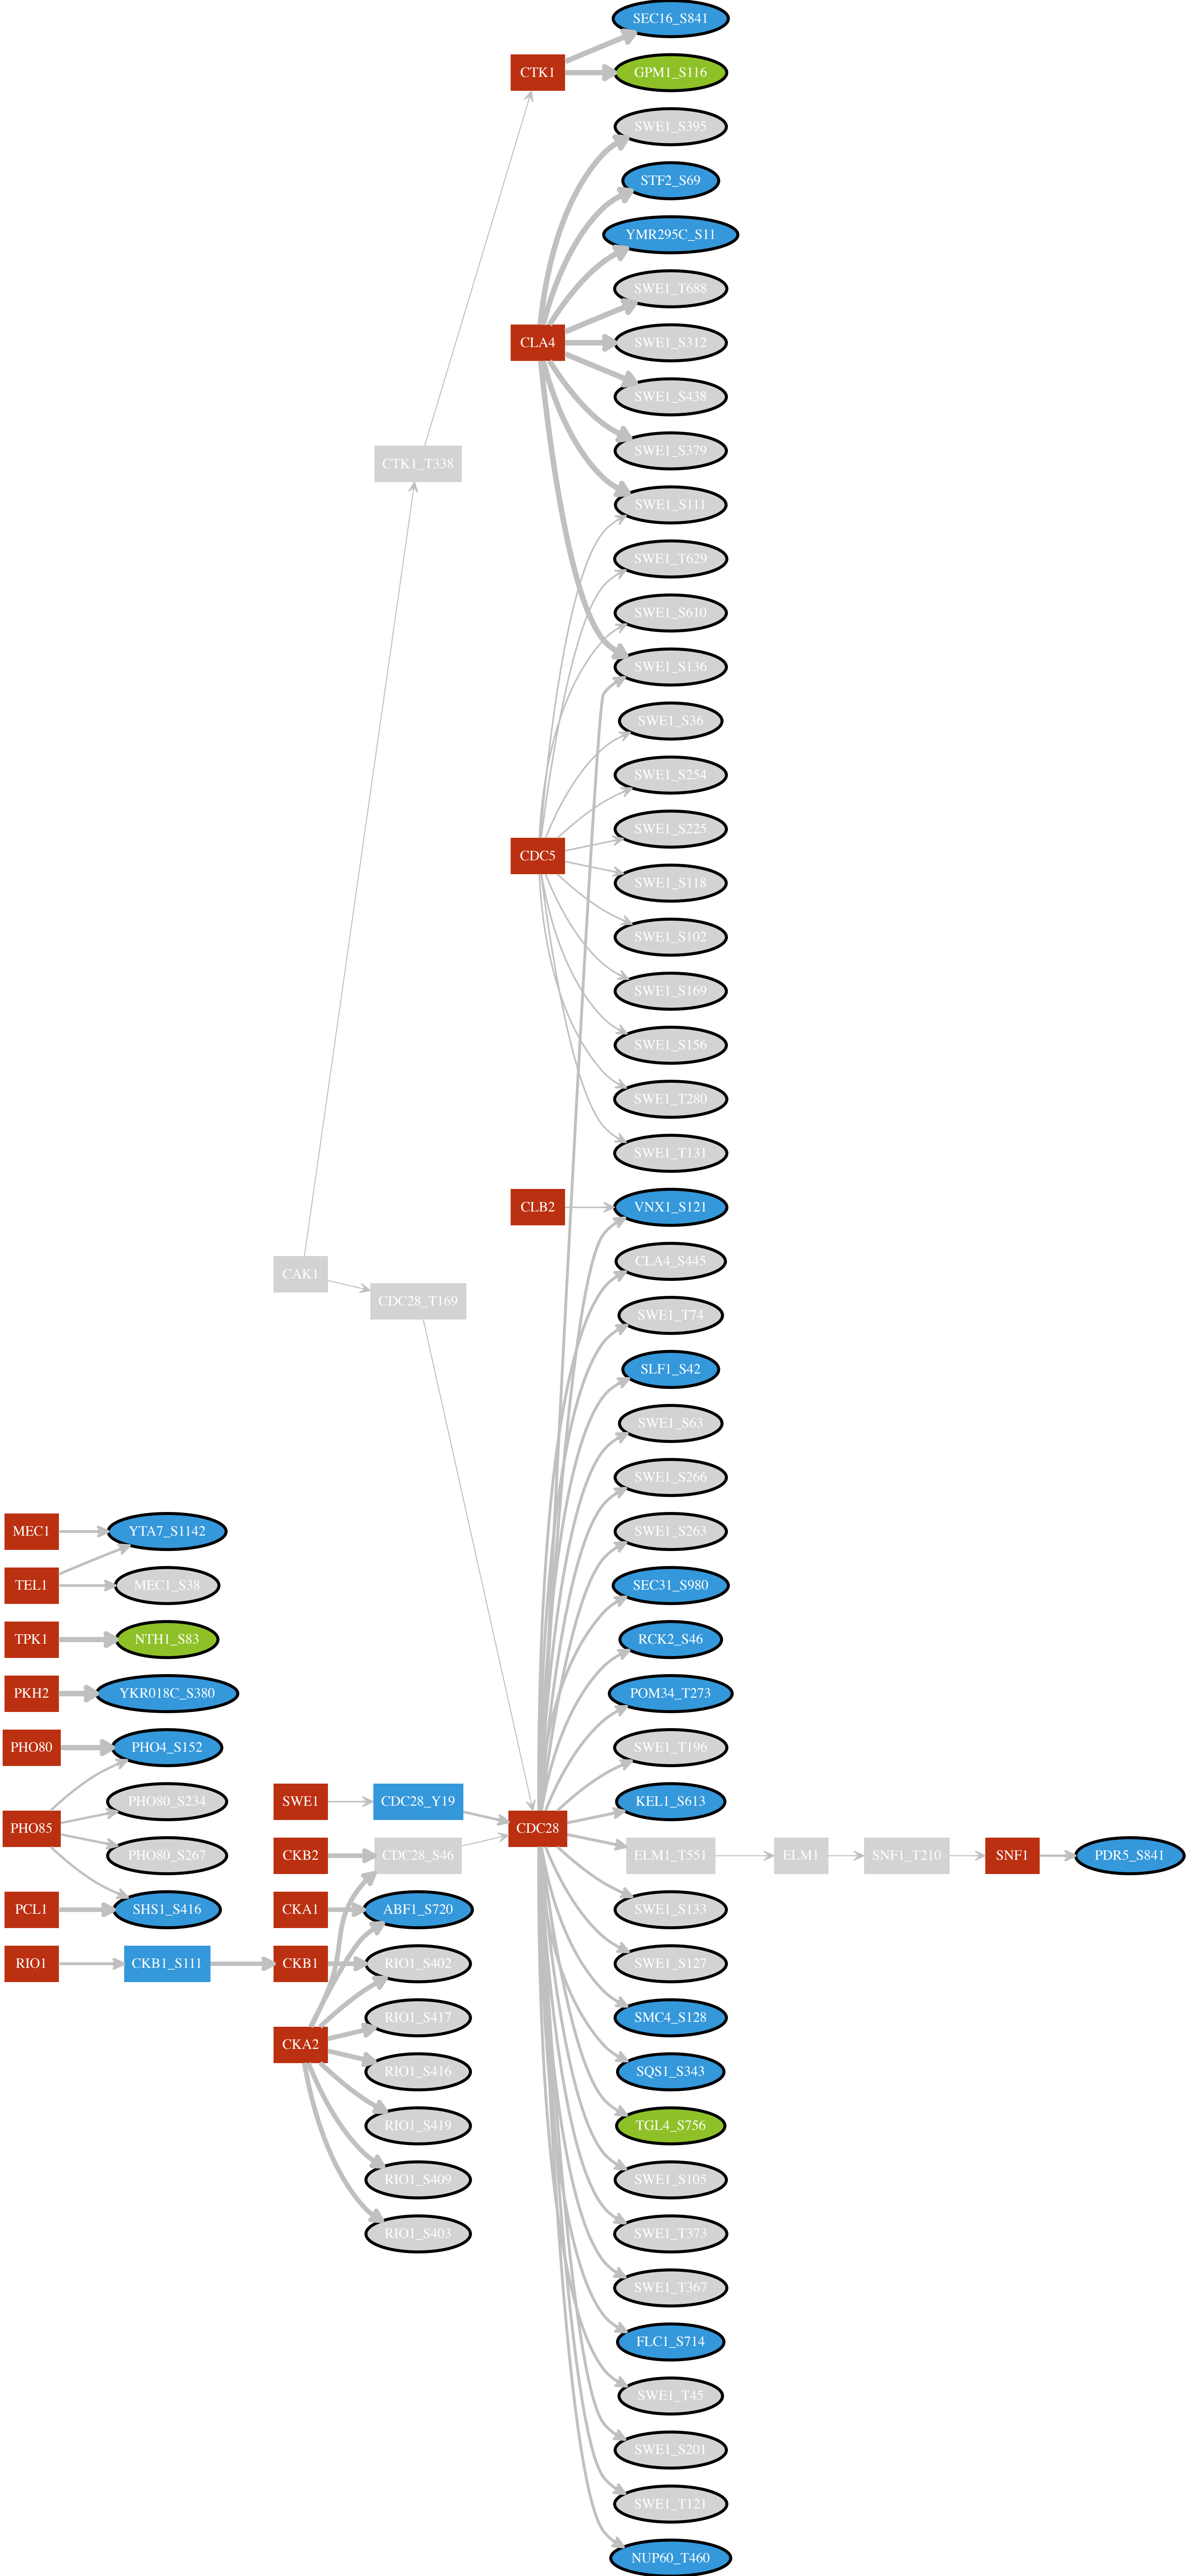 SEC16_S841
CTK1
GPM1_S116
SWE1_S395
STF2_S69
YMR295C_S11
SWE1_T688
CLA4
SWE1_S312
SWE1_S438
SWE1_S379
CTK1_T338
SWE1_S111
SWE1_T629
SWE1_S610
SWE1_S136
SWE1_S36
SWE1_S254
SWE1_S225
CDC5
SWE1_S118
SWE1_S102
SWE1_S169
SWE1_S156
SWE1_T280
SWE1_T131
CLB2
VNX1_S121
CLA4_S445
CAK1
CDC28_T169
SWE1_T74
SLF1_S42
SWE1_S63
SWE1_S266
MEC1
YTA7_S1142
SWE1_S263
TEL1
MEC1_S38
SEC31_S980
TPK1
NTH1_S83
RCK2_S46
PKH2
YKR018C_S380
POM34_T273
PHO80
PHO4_S152
SWE1_T196
PHO80_S234
SWE1
CDC28_Y19
KEL1_S613
PHO85
CDC28
PHO80_S267
CKB2
CDC28_S46
ELM1_T551
ELM1
SNF1_T210
SNF1
PDR5_S841
PCL1
SHS1_S416
CKA1
ABF1_S720
SWE1_S133
RIO1
CKB1_S111
CKB1
RIO1_S402
SWE1_S127
RIO1_S417
SMC4_S128
CKA2
RIO1_S416
SQS1_S343
RIO1_S419
TGL4_S756
RIO1_S409
SWE1_S105
RIO1_S403
SWE1_T373
SWE1_T367
FLC1_S714
SWE1_T45
SWE1_S201
SWE1_T121
NUP60_T460